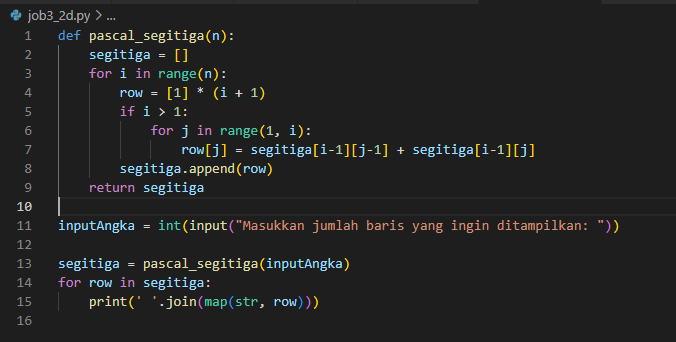 job3_2d.py > ...
1 def pascal_segitiga(n):
2     segitiga = []
3     for i in range(n):
4         row = [1] * (i + 1)
5         if i > 1:
6             for j in range(1, i):
7                 row[j] = segitiga[i-1][j-1] + segitiga[i-1][j]
8         segitiga.append(row)
9     return segitiga
10
11 inputAngka = int(input("Masukkan jumlah baris yang ingin ditampilkan: "))
12
13 segitiga = pascal_segitiga(inputAngka)
14 for row in segitiga:
15     print(' '.join(map(str, row)))
16